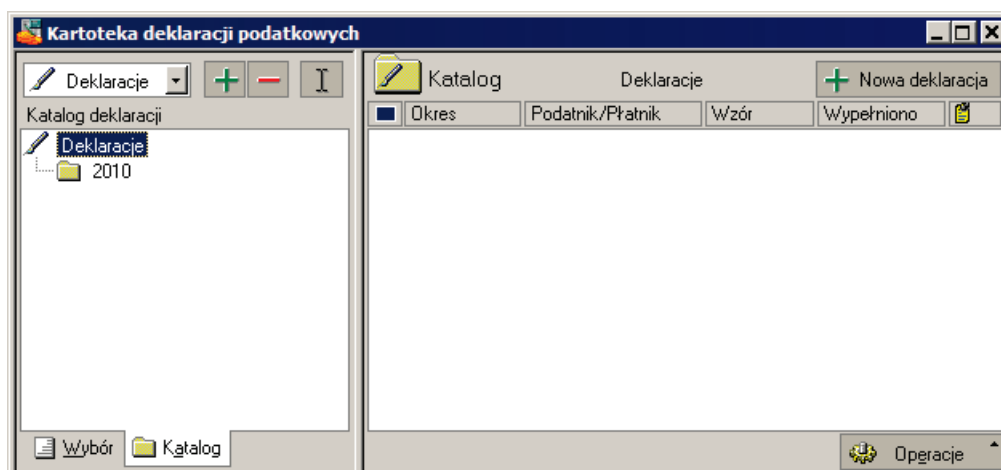 Kartoteka deklaracji podatkowych
Deklaracje
Katalog deklaracji
Deklaracje
2010
Wybór Katalog
Katalog Deklaracje Nowa deklaracja
Okres Podatnik/Płatnik Wzór Wypełniono
Operacje